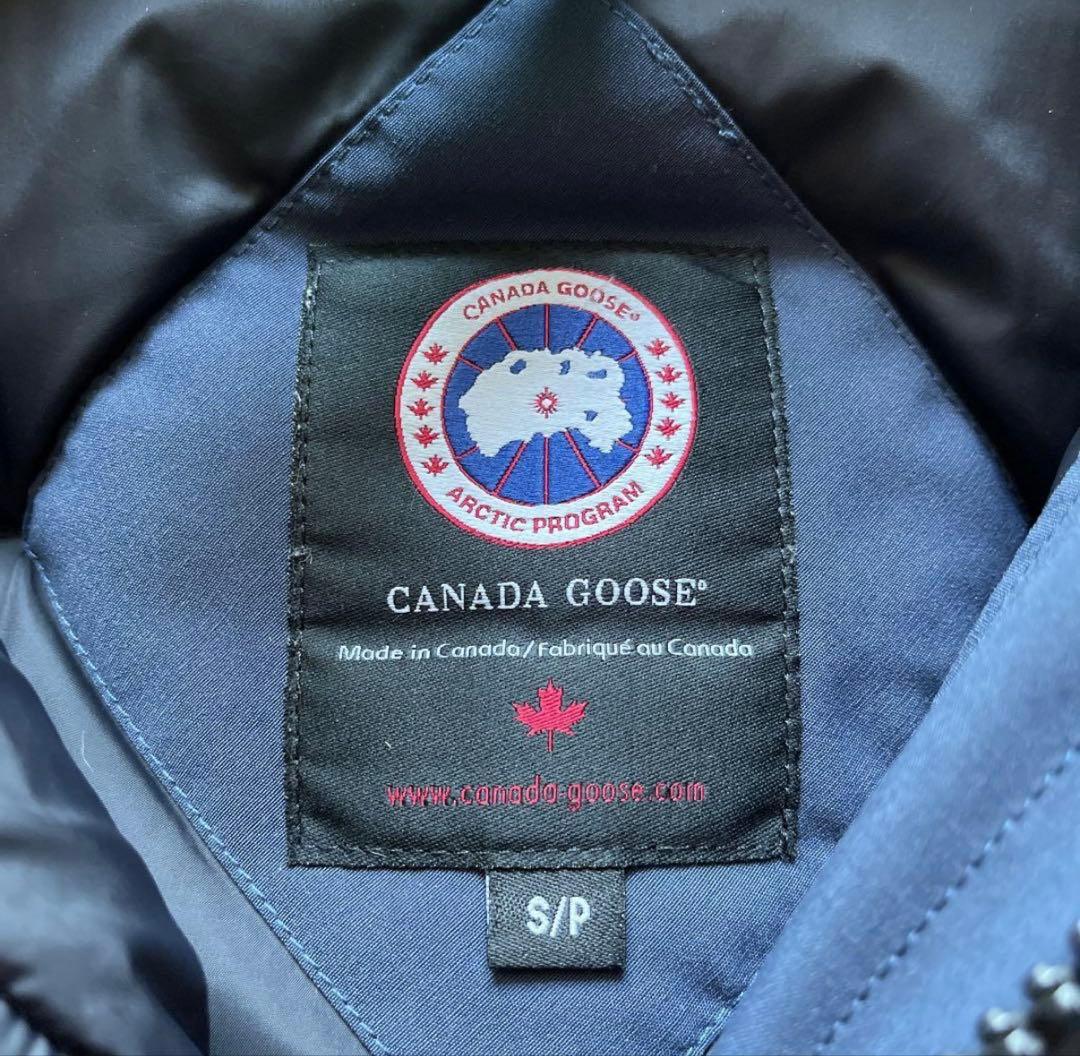 CANADA GOOSE®
ARCTIC PROGRAM
CANADA GOOSE®
Made in Canada/Fabriqué au Canada
www.canada-goose.com
S/P